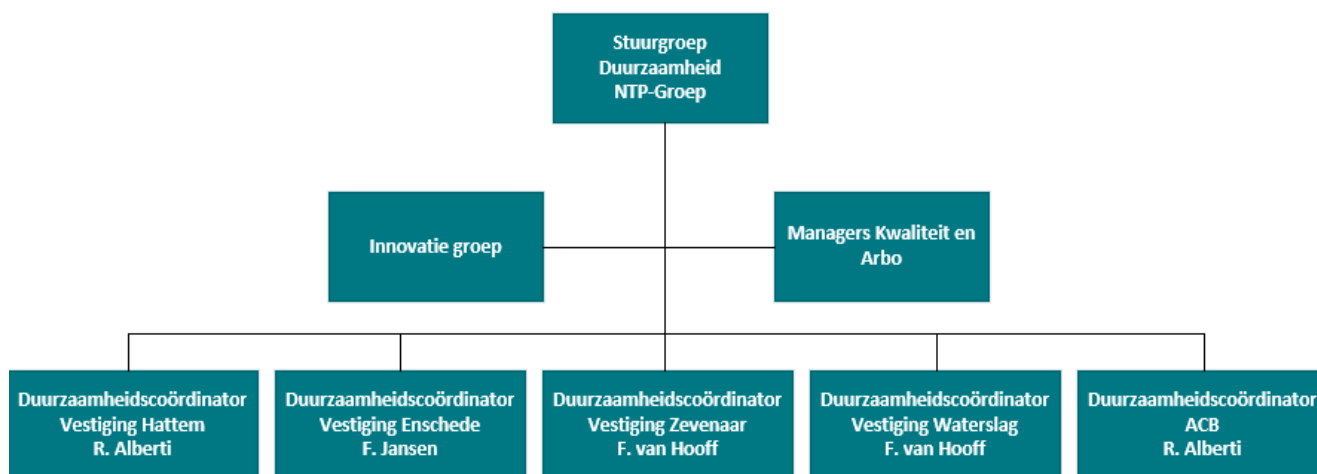 Stuurgroep
Duurzaamheid
NTP-Groep
Innovatie groep
Managers Kwaliteit en
Arbo
Duurzaamheidscoördinator
Vestiging Hattem
R. Alberti
Duurzaamheidscoördinator
Vestiging Enschede
F. Jansen
Duurzaamheidscoördinator
Vestiging Zevenaar
F. van Hooff
Duurzaamheidscoördinator
Vestiging Waterslag
F. van Hooff
Duurzaamheidscoördinator
ACB
R. Alberti